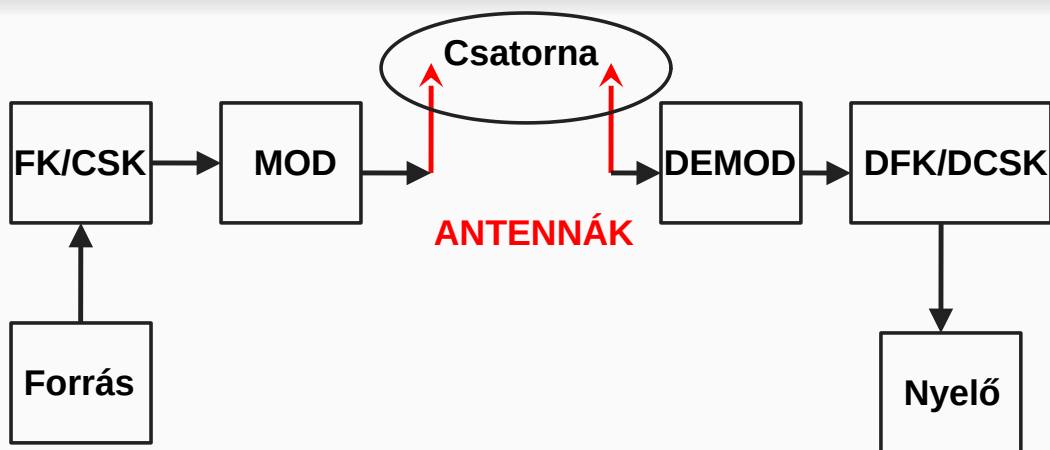 Csatorna
FK/CSK
MOD
DEMOD
DFK/DCSK
ANTENNÁK
Forrás
Nyelő